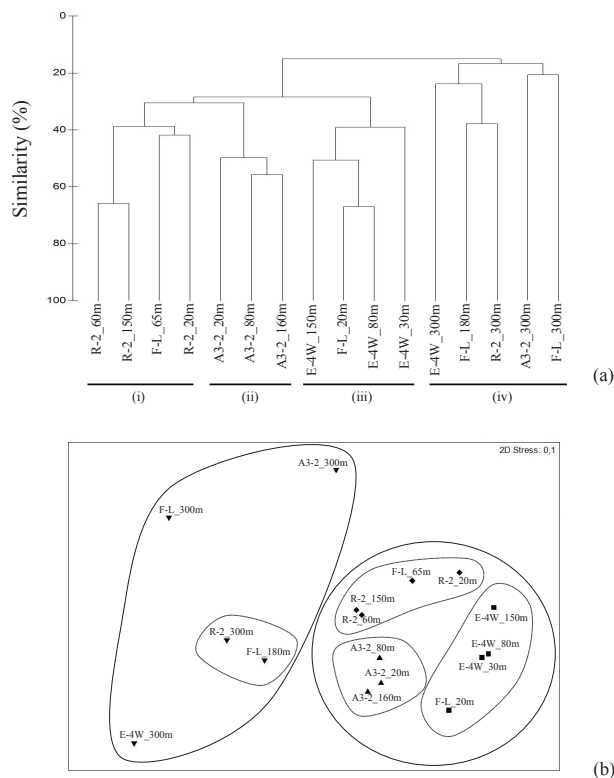 0
20
40
60
80
100
Similarity (%)
R-2_60m
R-2_150m
F-L_65m
R-2_20m
A3-2_20m
A3-2_80m
A3-2_160m
E-4W_150m
F-L_20m
E-4W_80m
E-4W_30m
E-4W_300m
F-L_180m
R-2_300m
A3-2_300m
F-L_300m
(i)
(ii)
(iii)
(iv)
(a)
2D Stress: 0,1
A3-2_300m
F-L_300m
F-L_65m
R-2_20m
R-2_150m
R-2_60m
E-4W_150m
R-2_300m
F-L_180m
A3-2_80m
E-4W_80m
E-4W_30m
A3-2_20m
A3-2_160m
F-L_20m
E-4W_300m
(b)